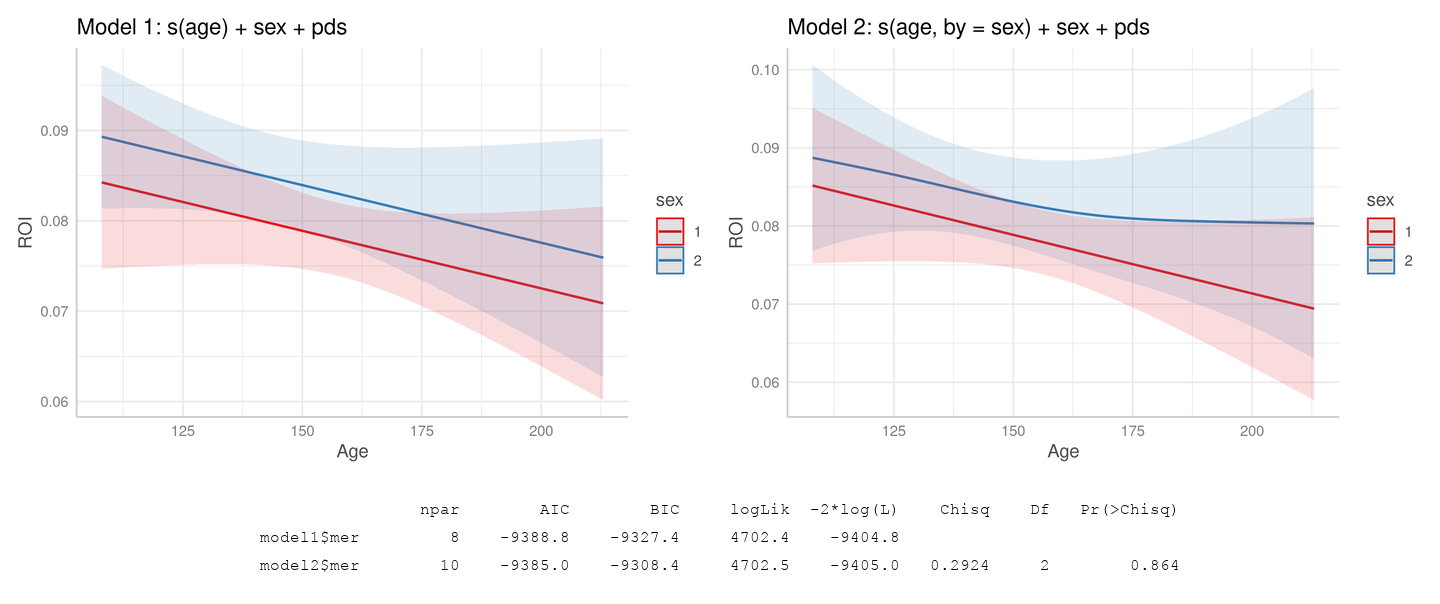 Model 1: s(age) + sex + pds
0.09
0.08
0.07
0.06
ROI
125 150 175 200
Age
sex
1
2
Model 2: s(age, by = sex) + sex + pds
0.10
0.09
0.08
0.07
0.06
ROI
125 150 175 200
Age
sex
1
2
npar AIC BIC logLik -2*log(L) Chisq Df Pr(>Chisq)
model1$mer 8 -9388.8 -9327.4 4702.4 -9404.8
model2$mer 10 -9385.0 -9308.4 4702.5 -9405.0 0.2924 2 0.864